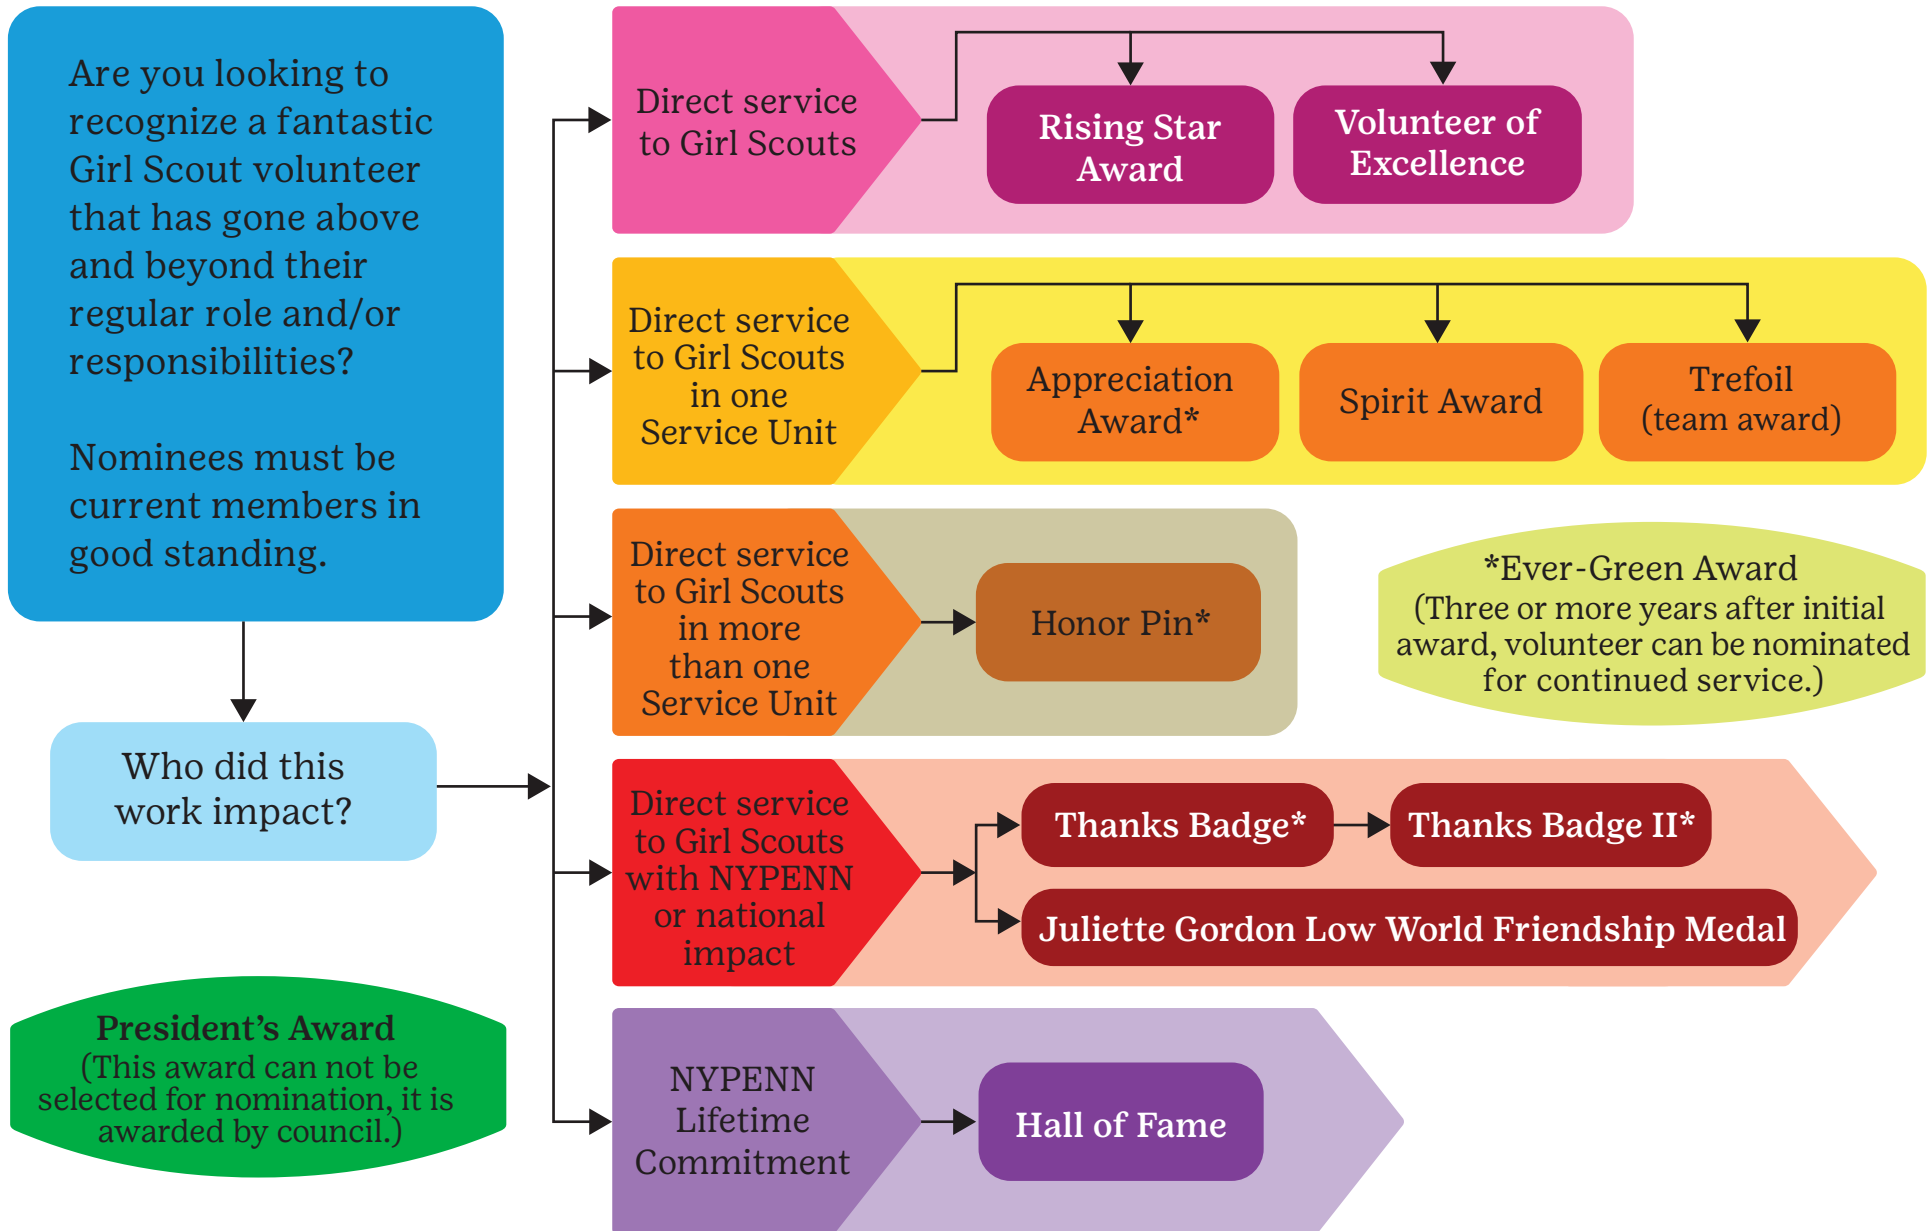 Are you looking to
recognize a fantastic
Girl Scout volunteer
that has gone above
and beyond their
regular role and/or
responsibilities?
Nominees must be
current members in
good standing.
Who did this
work impact?
Direct service
to Girl Scouts
Rising Star
Award
Volunteer of
Excellence
Direct service
to Girl Scouts
in one
Service Unit
Appreciation
Award*
Spirit Award
Trefoil
(team award)
Direct service
to Girl Scouts
in more
than one
Service Unit
Honor Pin*
*Ever-Green Award
(Three or more years after initial
award, volunteer can be nominated
for continued service.)
Direct service
to Girl Scouts
with NYPENN
or national
impact
Thanks Badge*
Thanks Badge II*
Juliette Gordon Low World Friendship Medal
President’s Award
(This award can not be
selected for nomination, it is
awarded by council.)
NYPENN
Lifetime
Commitment
Hall of Fame